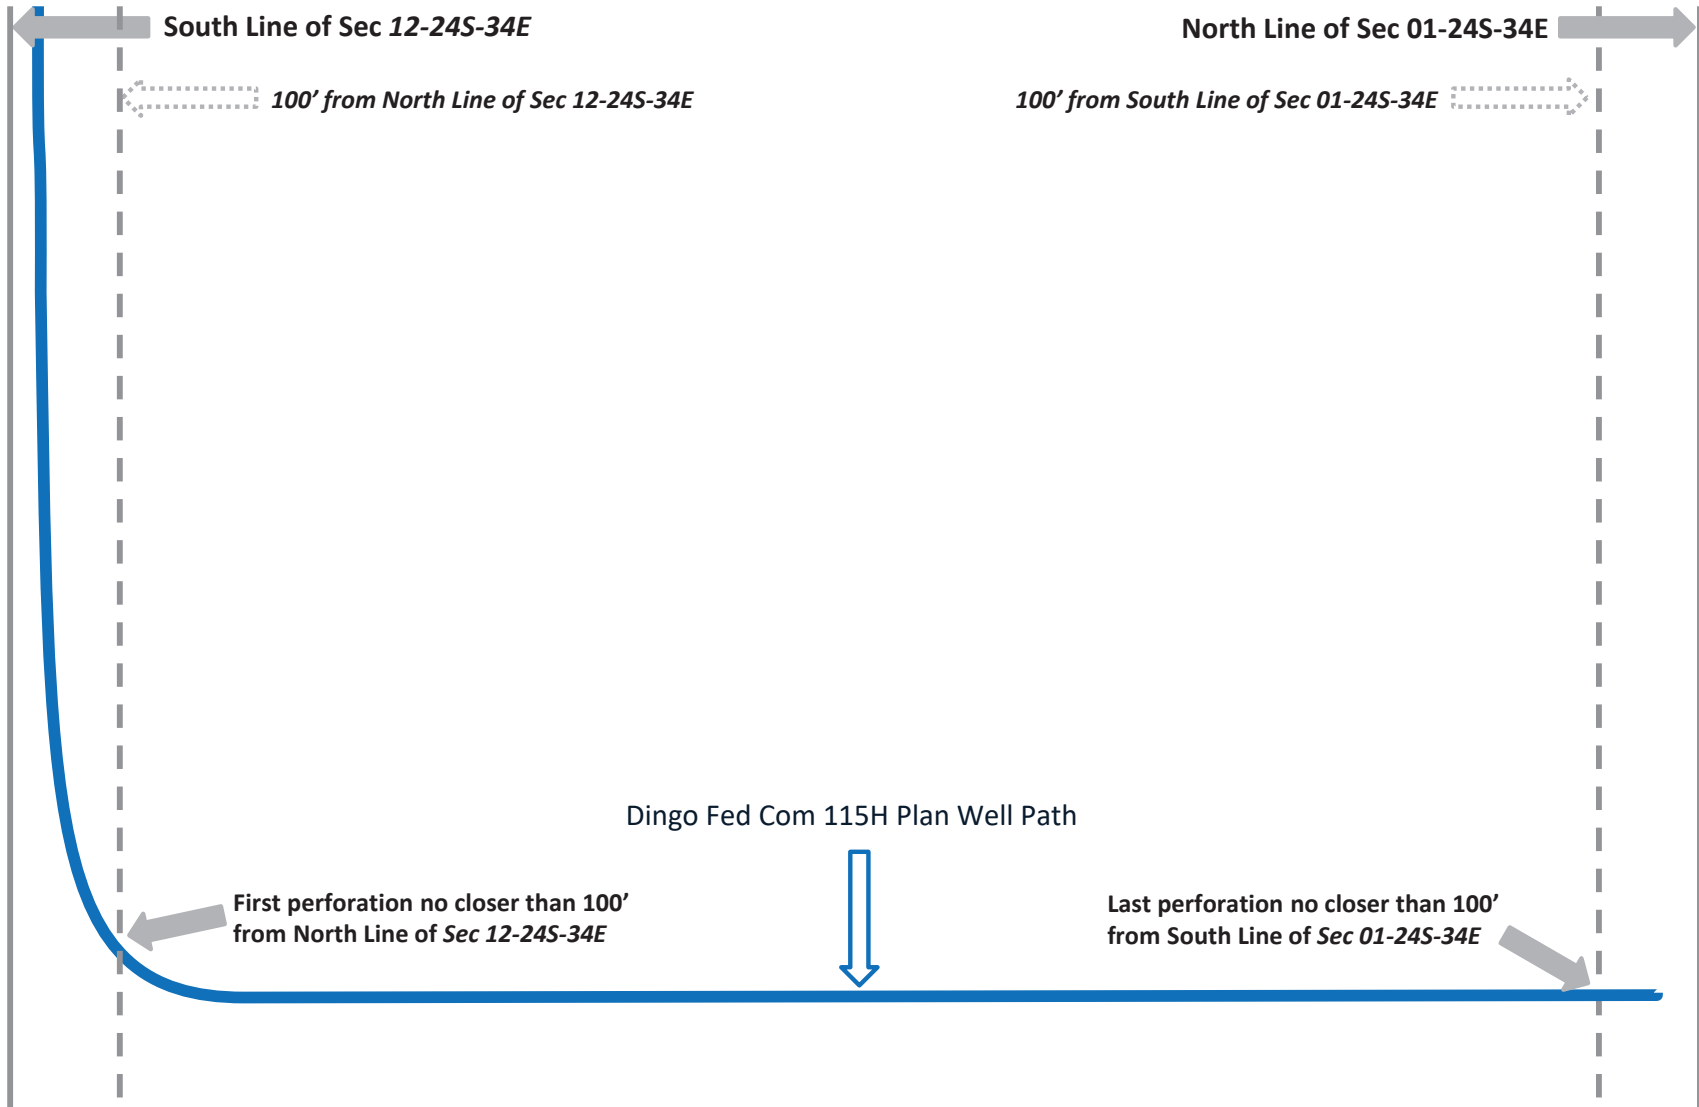 South Line of Sec 12-24S-34E
North Line of Sec 01-24S-34E
100’ from North Line of Sec 12-24S-34E
100’ from South Line of Sec 01-24S-34E
Dingo Fed Com 115H Plan Well Path
First perforation no closer than 100’
from North Line of Sec 12-24S-34E
Last perforation no closer than 100’
from South Line of Sec 01-24S-34E